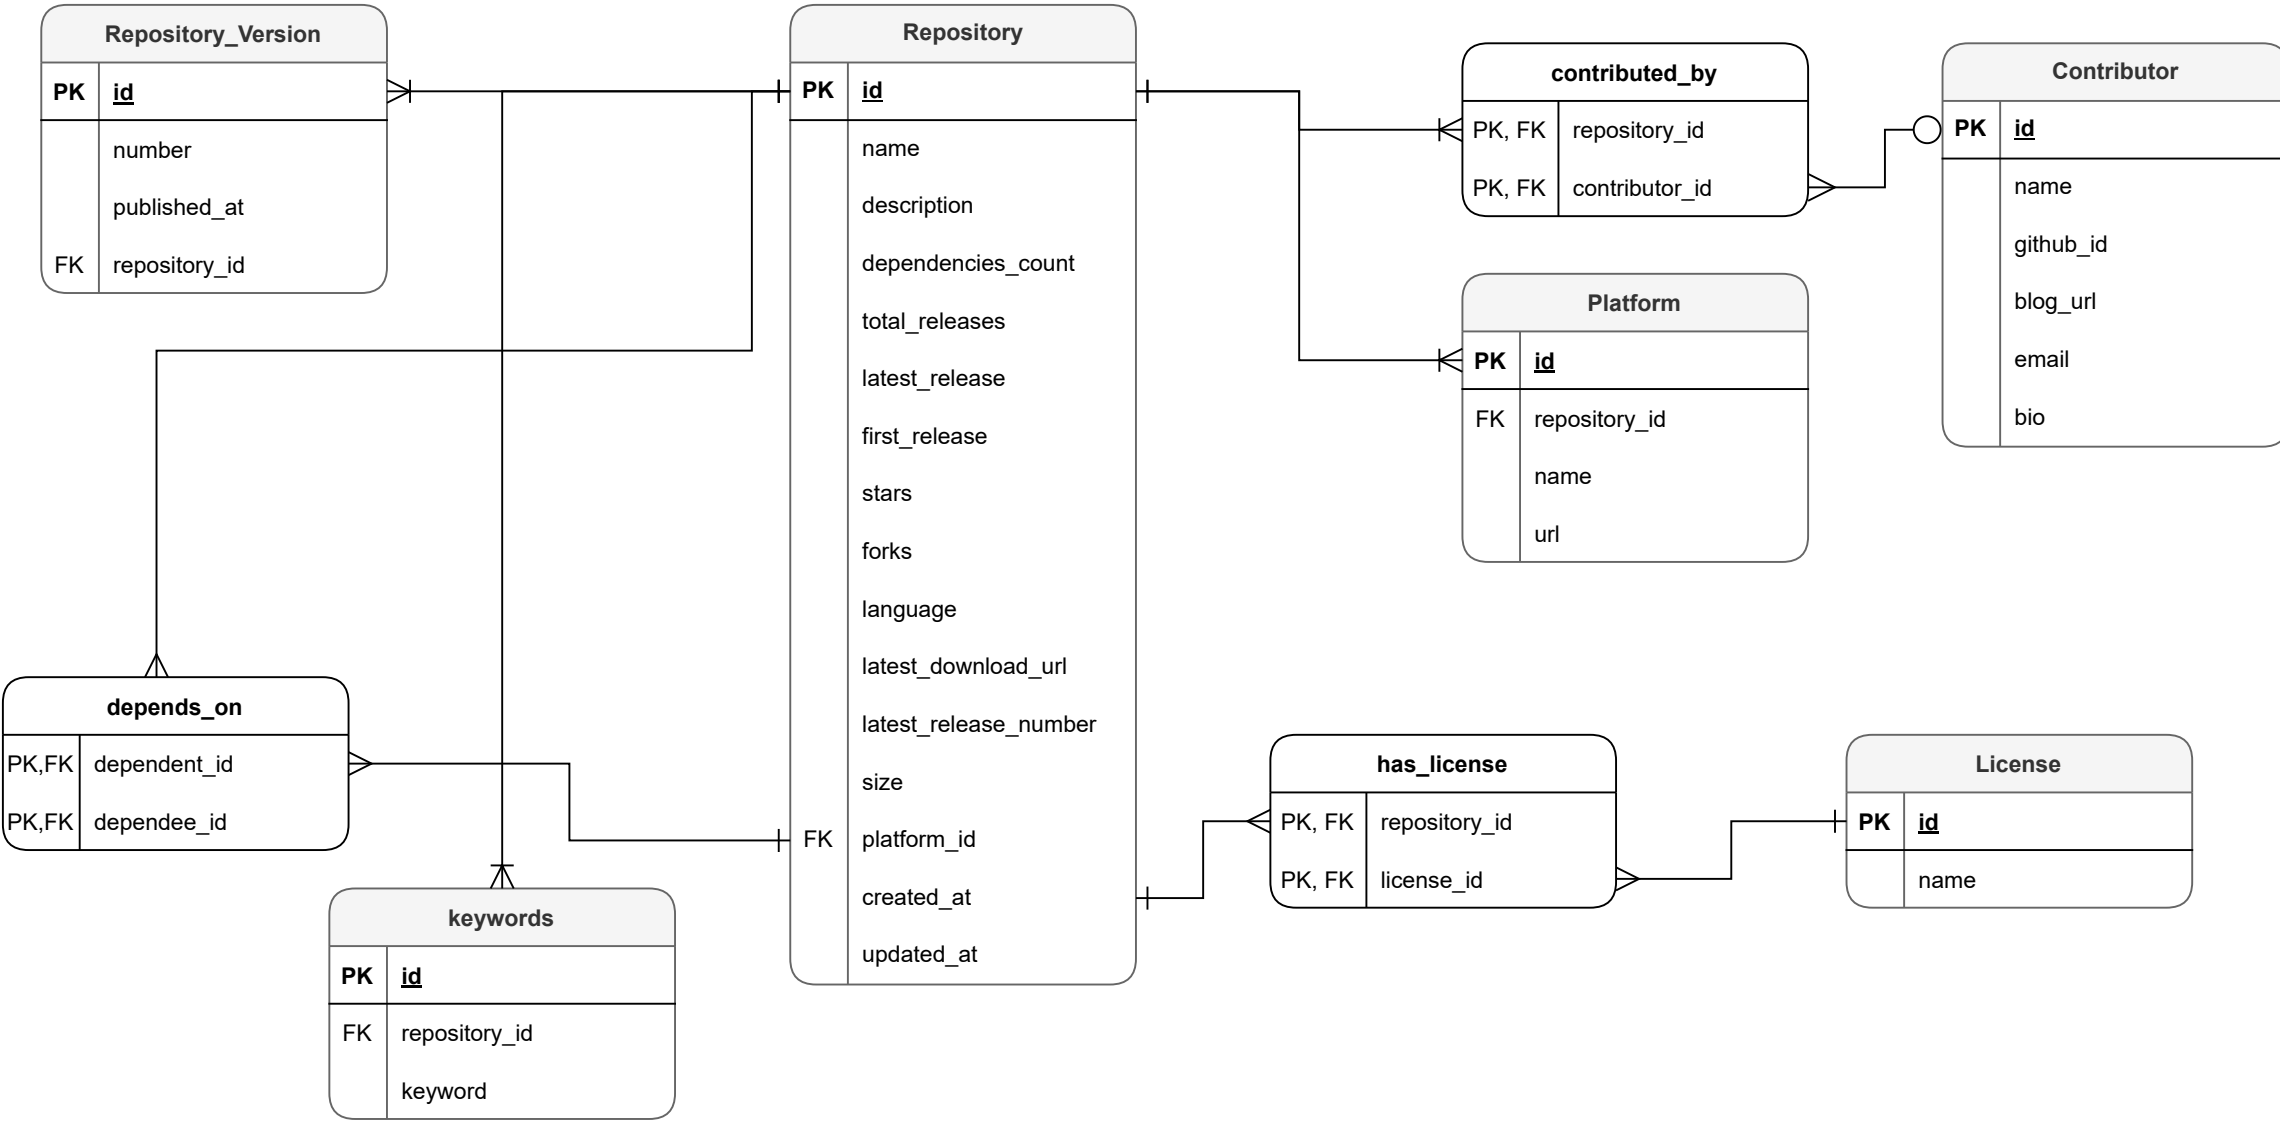 Repository_Version
PK id
number
published_at
FK repository_id
Repository
PK id
name
description
dependencies_count
total_releases
latest_release
first_release
stars
forks
language
latest_download_url
latest_release_number
size
FK platform_id
created_at
updated_at
contributed_by
PK, FK repository_id
PK, FK contributor_id
Contributor
PK id
name
github_id
blog_url
email
bio
Platform
PK id
FK repository_id
name
url
depends_on
PK,FK dependent_id
PK,FK dependee_id
keywords
PK id
FK repository_id
keyword
has_license
PK, FK repository_id
PK, FK license_id
License
PK id
name